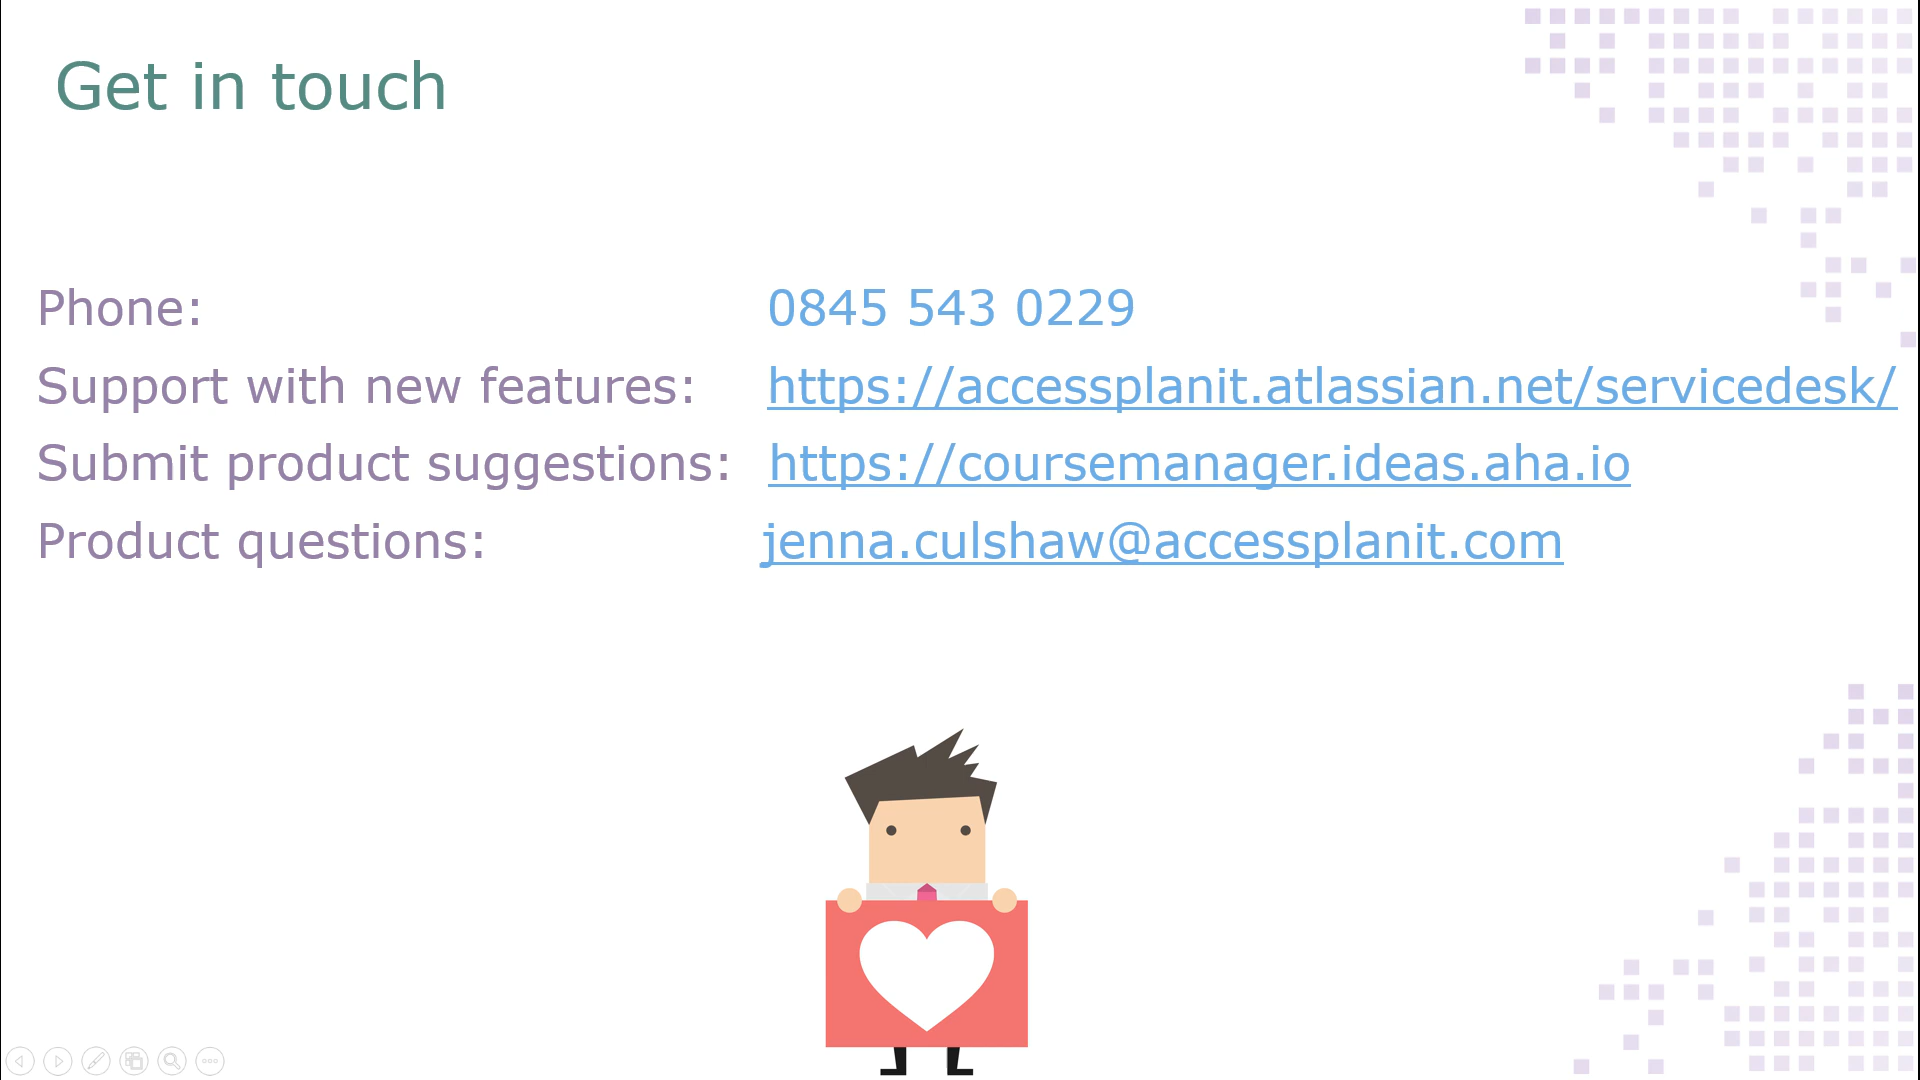 Get in touch
Phone: 0845 543 0229
Support with new features: https://accessplanit.atlassian.net/servicedesk/
Submit product suggestions: https://coursemanager.ideas.aha.io
Product questions: jenna.culshaw@accessplanit.com